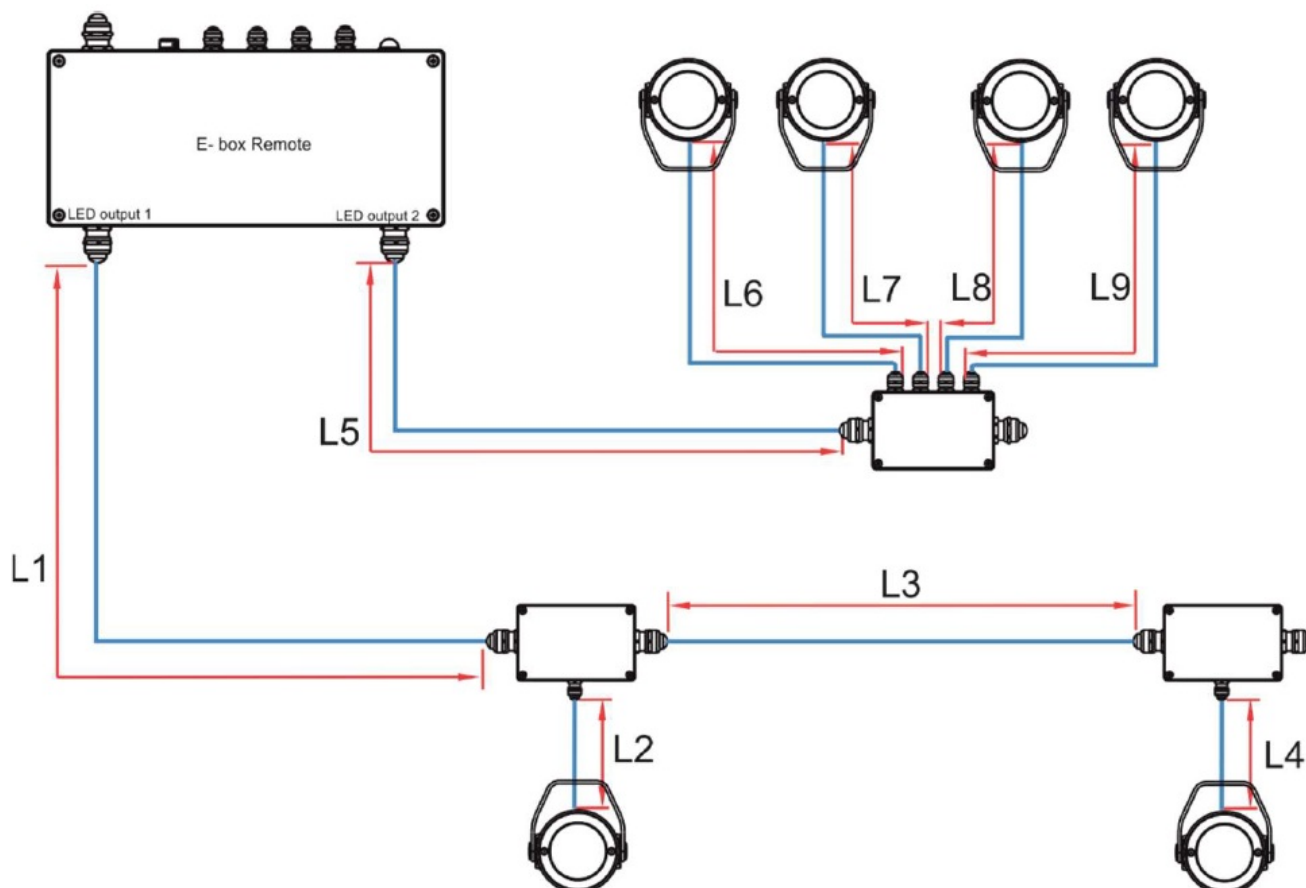 E- box Remote
LED output 1
LED output 2
L6
L7
L8
L9
L5
L1
L3
L2
L4